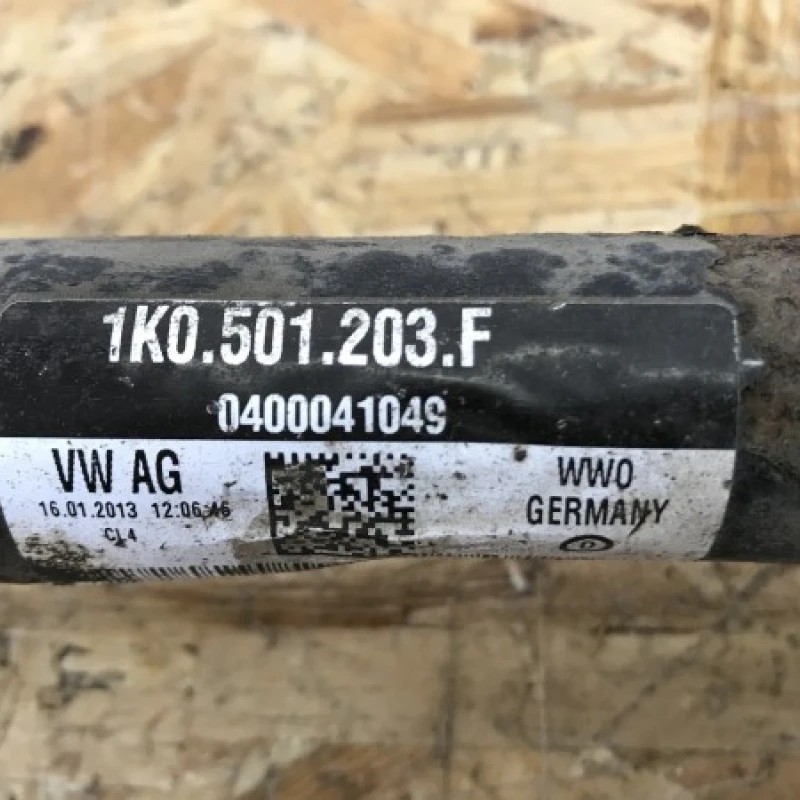 1K0.501.203.F
0400041049
VW AG
16.01.2013 12:06:46
CL4
WWO
GERMANY